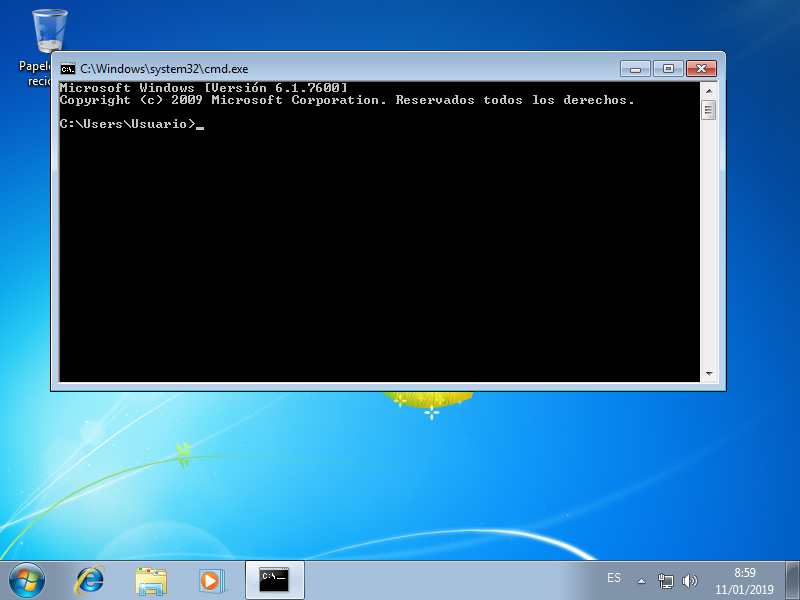 Papel
recic
C:\Windows\system32\cmd.exe
Microsoft Windows [Versión 6.1.7600]
Copyright (c) 2009 Microsoft Corporation. Reservados todos los derechos.
C:\Users\Usuario>_
C:\_
ES
8:59
11/01/2019